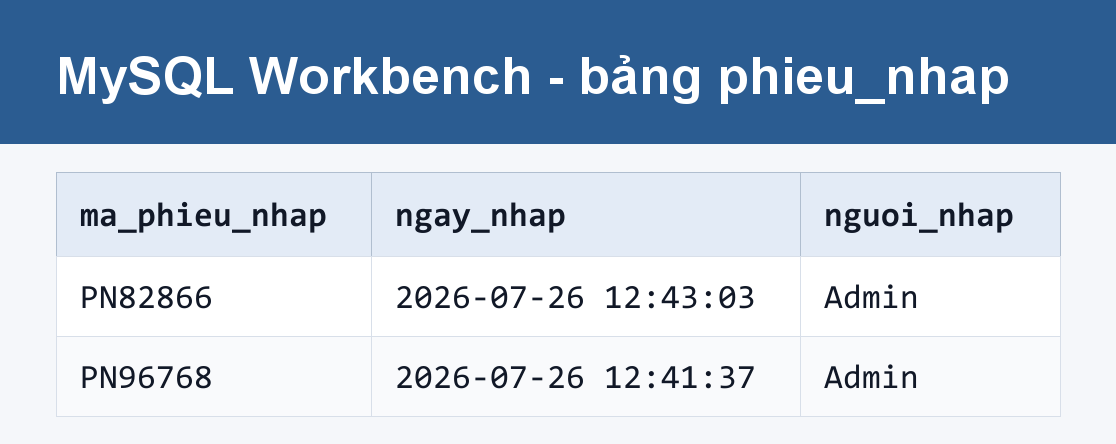 MySQL Workbench - bảng phieu_nhap
ma_phieu_nhap ngay_nhap nguoi_nhap
PN82866 2026-07-26 12:43:03 Admin
PN96768 2026-07-26 12:41:37 Admin